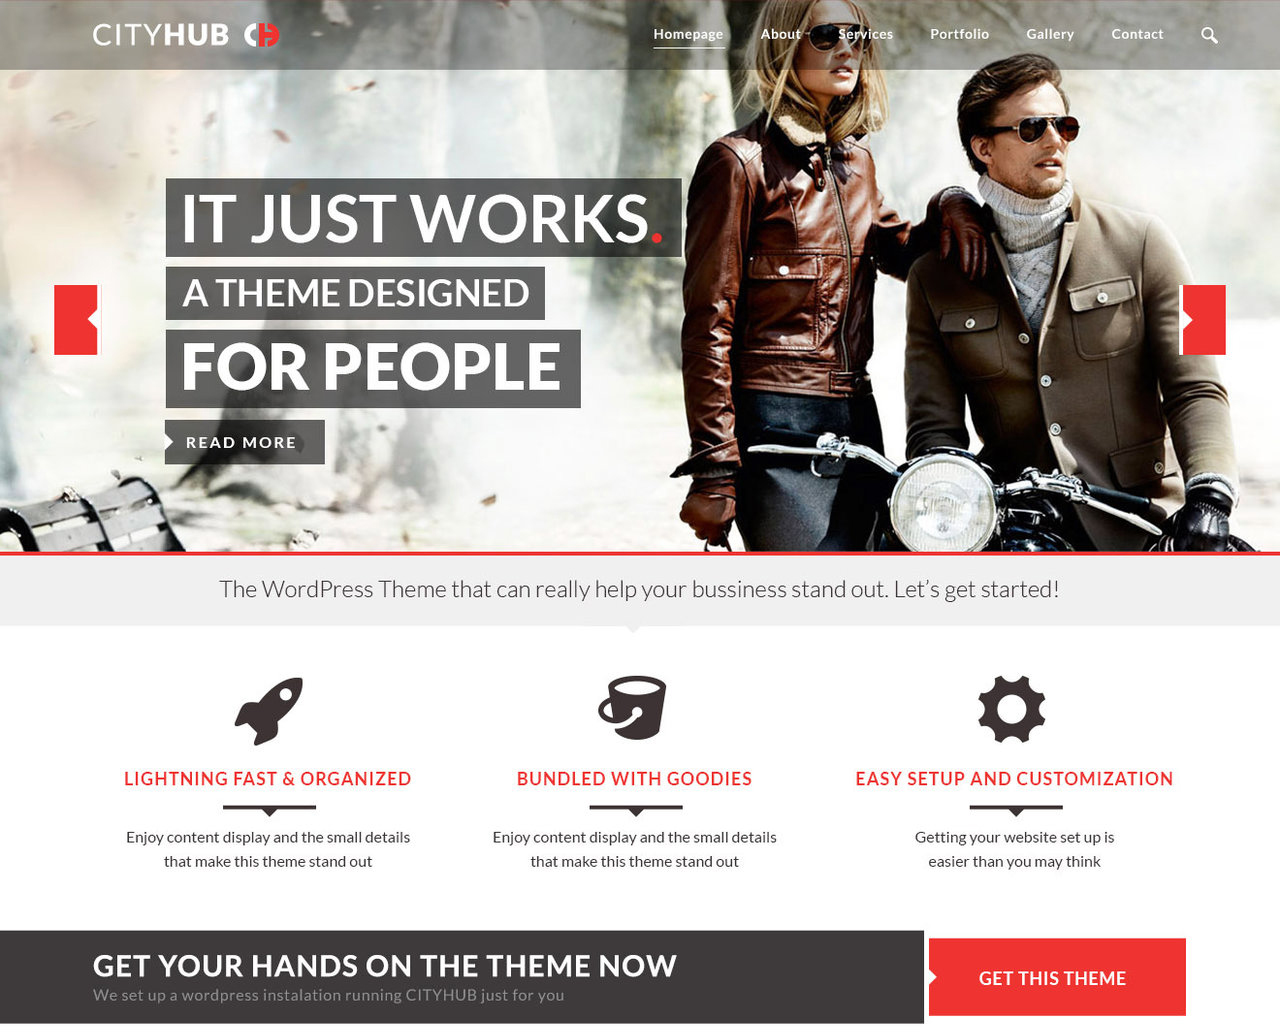 CITYHUB
Homepage About Services Portfolio Gallery Contact
IT JUST WORKS.
A THEME DESIGNED
FOR PEOPLE
READ MORE
The WordPress Theme that can really help your bussiness stand out. Let's get started!
LIGHTNING FAST & ORGANIZED
Enjoy content display and the small details
that make this theme stand out
BUNDLED WITH GOODIES
Enjoy content display and the small details
that make this theme stand out
EASY SETUP AND CUSTOMIZATION
Getting your website set up is
easier than you may think
GET YOUR HANDS ON THE THEME NOW
We set up a wordpress instalation running CITYHUB just for you
GET THIS THEME